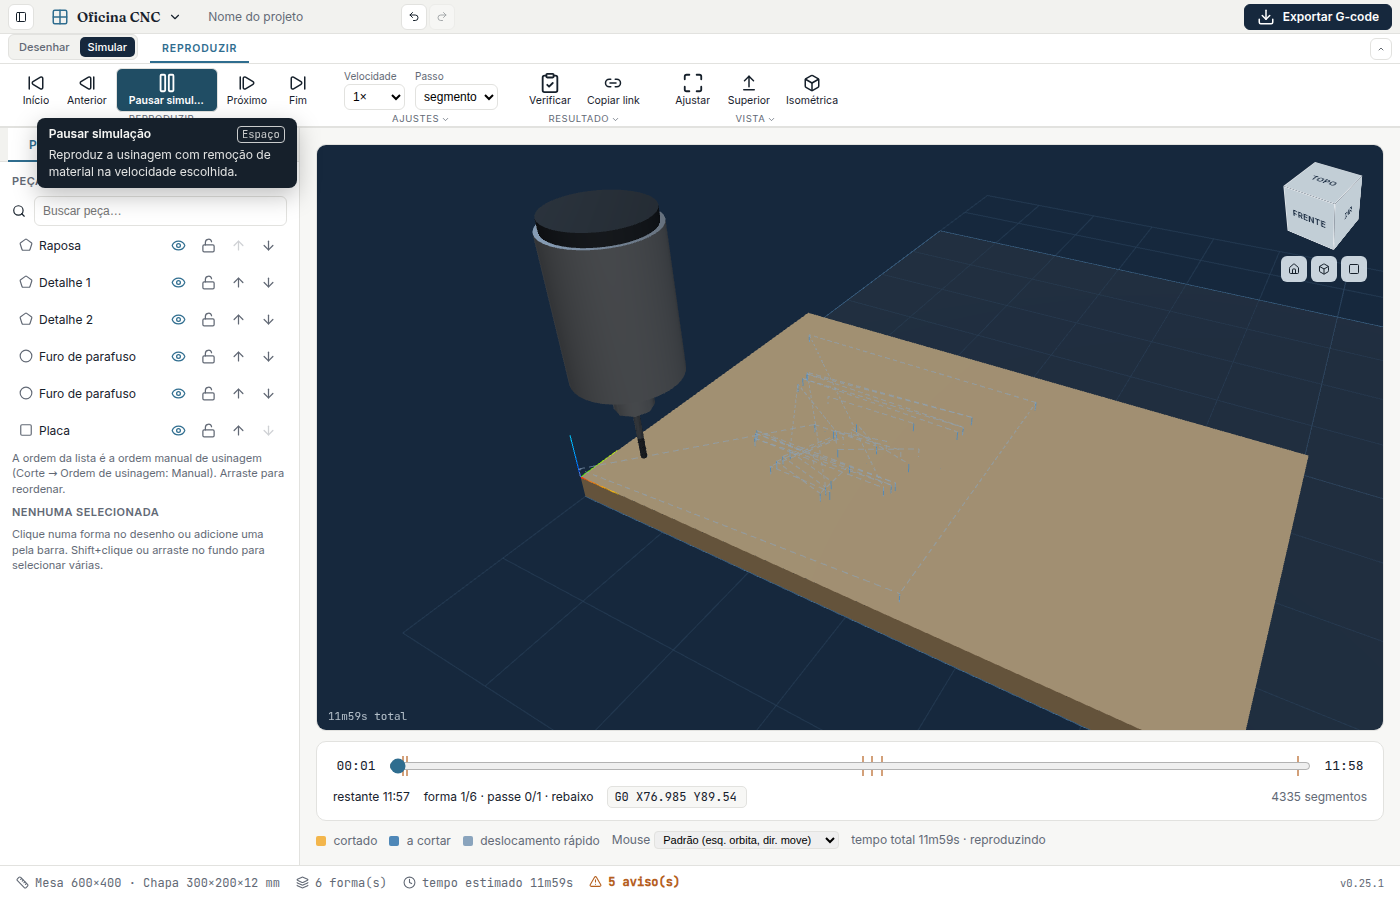 Oficina CNC
Nome do projeto
Exportar G-code
Desenhar
Simular
REPRODUZIR
Início
Anterior
Pausar simul...
Próximo
Fim
Velocidade
1×
Passo
segmento
AJUSTES
Verificar
Copiar link
RESULTADO
Ajustar
Superior
Isométrica
VISTA
Pausar simulação
Espaço
Reproduz a usinagem com remoção de
material na velocidade escolhida.
Buscar peça…
Raposa
Detalhe 1
Detalhe 2
Furo de parafuso
Furo de parafuso
Placa
A ordem da lista é a ordem manual de usinagem
(Corte → Ordem de usinagem: Manual). Arraste para
reordenar.
NENHUMA SELECIONADA
Clique numa forma no desenho ou adicione uma
pela barra. Shift+clique ou arraste no fundo para
selecionar várias.
TOPO
FRENTE
11m59s total
00:01
11:58
restante 11:57
forma 1/6 · passe 0/1 · rebaixo
G0 X76.985 Y89.54
4335 segmentos
cortado
a cortar
deslocamento rápido
Mouse
Padrão (esq. orbita, dir. move)
tempo total 11m59s · reproduzindo
Mesa 600×400 · Chapa 300×200×12 mm
6 forma(s)
tempo estimado 11m59s
5 aviso(s)
v0.25.1